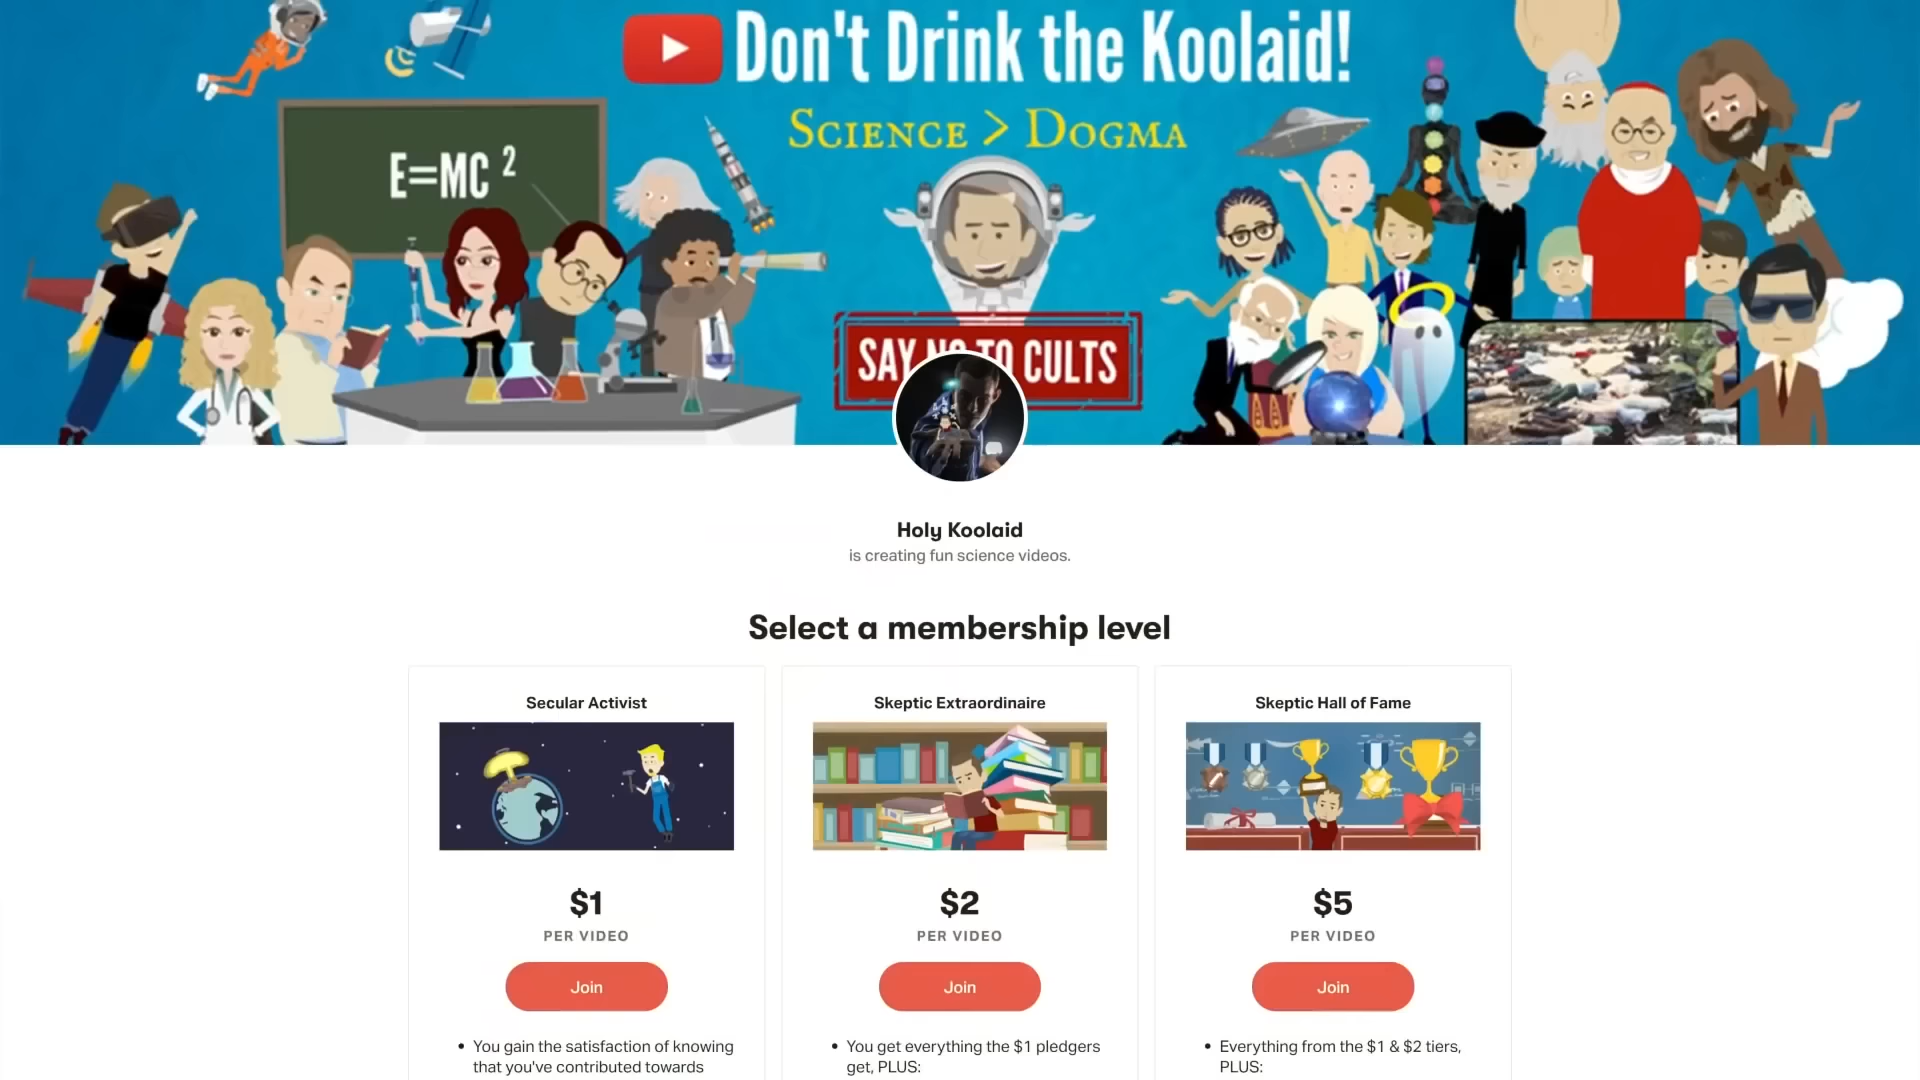 Don't Drink the Koolaid!
Science > Dogma
E=MC 2
SAY NO TO CULTS
Holy Koolaid
is creating fun science videos.
Select a membership level
Secular Activist
$1
PER VIDEO
Join
You gain the satisfaction of knowing
that you've contributed towards
Skeptic Extraordinaire
$2
PER VIDEO
Join
You get everything the $1 pledgers
get, PLUS:
Skeptic Hall of Fame
$5
PER VIDEO
Join
Everything from the $1 & $2 tiers,
PLUS: